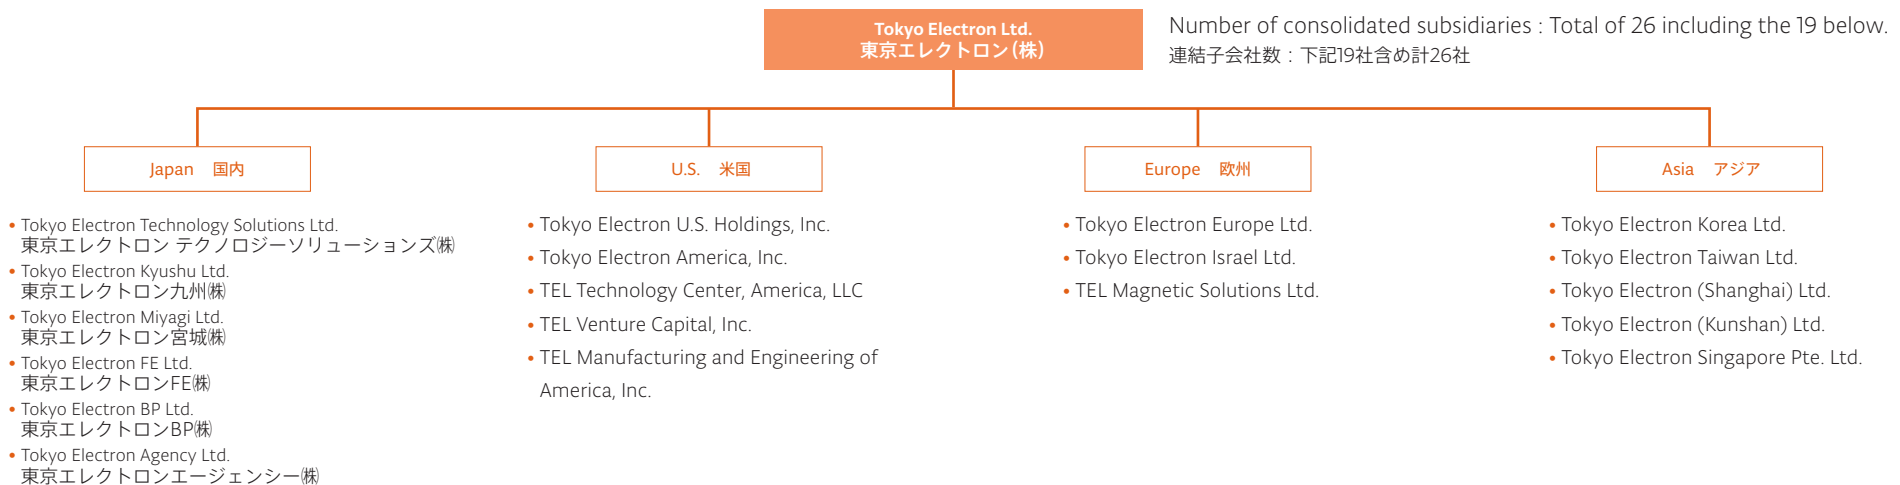 Tokyo Electron Ltd.
東京エレクトロン(株)
Number of consolidated subsidiaries : Total of 26 including the 19 below.
連結子会社数：下記19社含め計26社
Japan 国内
• Tokyo Electron Technology Solutions Ltd.
東京エレクトロン テクノロジーソリューションズ㈱
• Tokyo Electron Kyushu Ltd.
東京エレクトロン九州㈱
• Tokyo Electron Miyagi Ltd.
東京エレクトロン宮城㈱
• Tokyo Electron FE Ltd.
東京エレクトロンFE㈱
• Tokyo Electron BP Ltd.
東京エレクトロンBP㈱
• Tokyo Electron Agency Ltd.
東京エレクトロンエージェンシー㈱
U.S. 米国
• Tokyo Electron U.S. Holdings, Inc.
• Tokyo Electron America, Inc.
• TEL Technology Center, America, LLC
• TEL Venture Capital, Inc.
• TEL Manufacturing and Engineering of
America, Inc.
Europe 欧州
• Tokyo Electron Europe Ltd.
• Tokyo Electron Israel Ltd.
• TEL Magnetic Solutions Ltd.
Asia アジア
• Tokyo Electron Korea Ltd.
• Tokyo Electron Taiwan Ltd.
• Tokyo Electron (Shanghai) Ltd.
• Tokyo Electron (Kunshan) Ltd.
• Tokyo Electron Singapore Pte. Ltd.